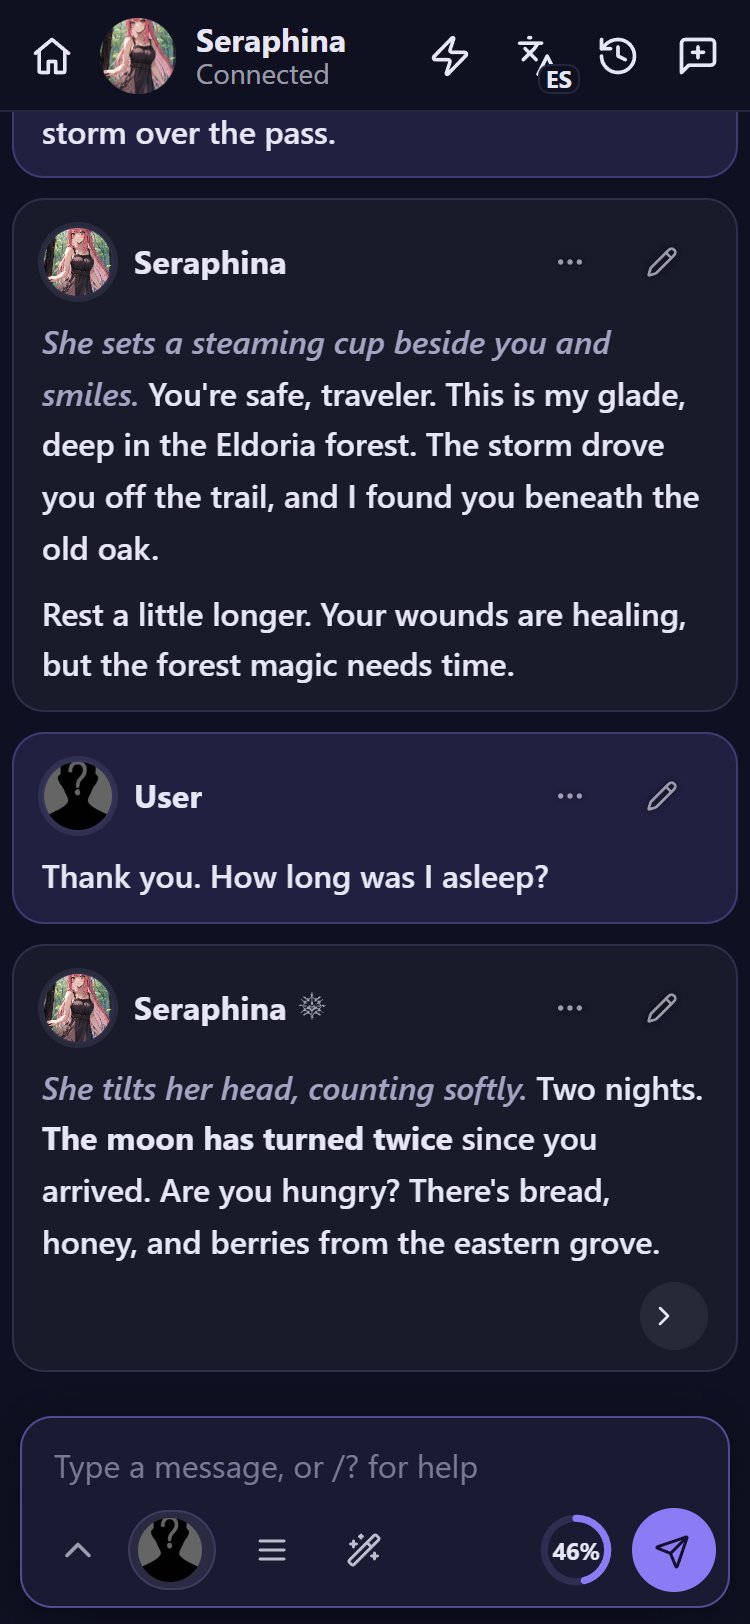 Seraphina
Connected
ES
storm over the pass.
Seraphina
She sets a steaming cup beside you and
smiles. You're safe, traveler. This is my glade,
deep in the Eldoria forest. The storm drove
you off the trail, and I found you beneath the
old oak.
Rest a little longer. Your wounds are healing,
but the forest magic needs time.
User
Thank you. How long was I asleep?
Seraphina
She tilts her head, counting softly. Two nights.
The moon has turned twice since you
arrived. Are you hungry? There's bread,
honey, and berries from the eastern grove.
Type a message, or /? for help
46%